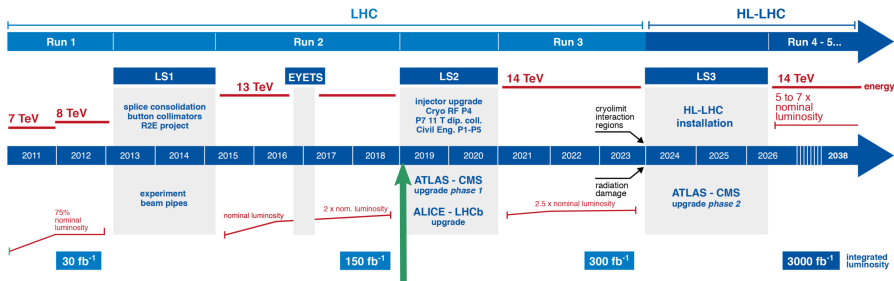 LHC
HL-LHC
Run 1
Run 2
Run 3
Run 4 - 5...
LS1
EYETS
LS2
LS3
13 TeV
14 TeV
14 TeV
energy
7 TeV
8 TeV
splice consolidation
button collimators
R2E project
injector upgrade
Cryo RF P4
P7 11 T dip. coll.
Civil Eng. P1-P5
cryolimit
interaction
regions
HL-LHC
installation
5 to 7 x
nominal
luminosity
2011
2012
2013
2014
2015
2016
2017
2018
2019
2020
2021
2022
2023
2024
2025
2026
2038
experiment
beam pipes
ATLAS - CMS
upgrade phase 1
ALICE - LHCb
upgrade
radiation
damage
ATLAS - CMS
upgrade phase 2
75%
nominal
luminosity
nominal luminosity
2 x nom. luminosity
2,5 x nominal luminosity
30 fb-1
150 fb-1
300 fb-1
3000 fb-1
integrated
luminosity